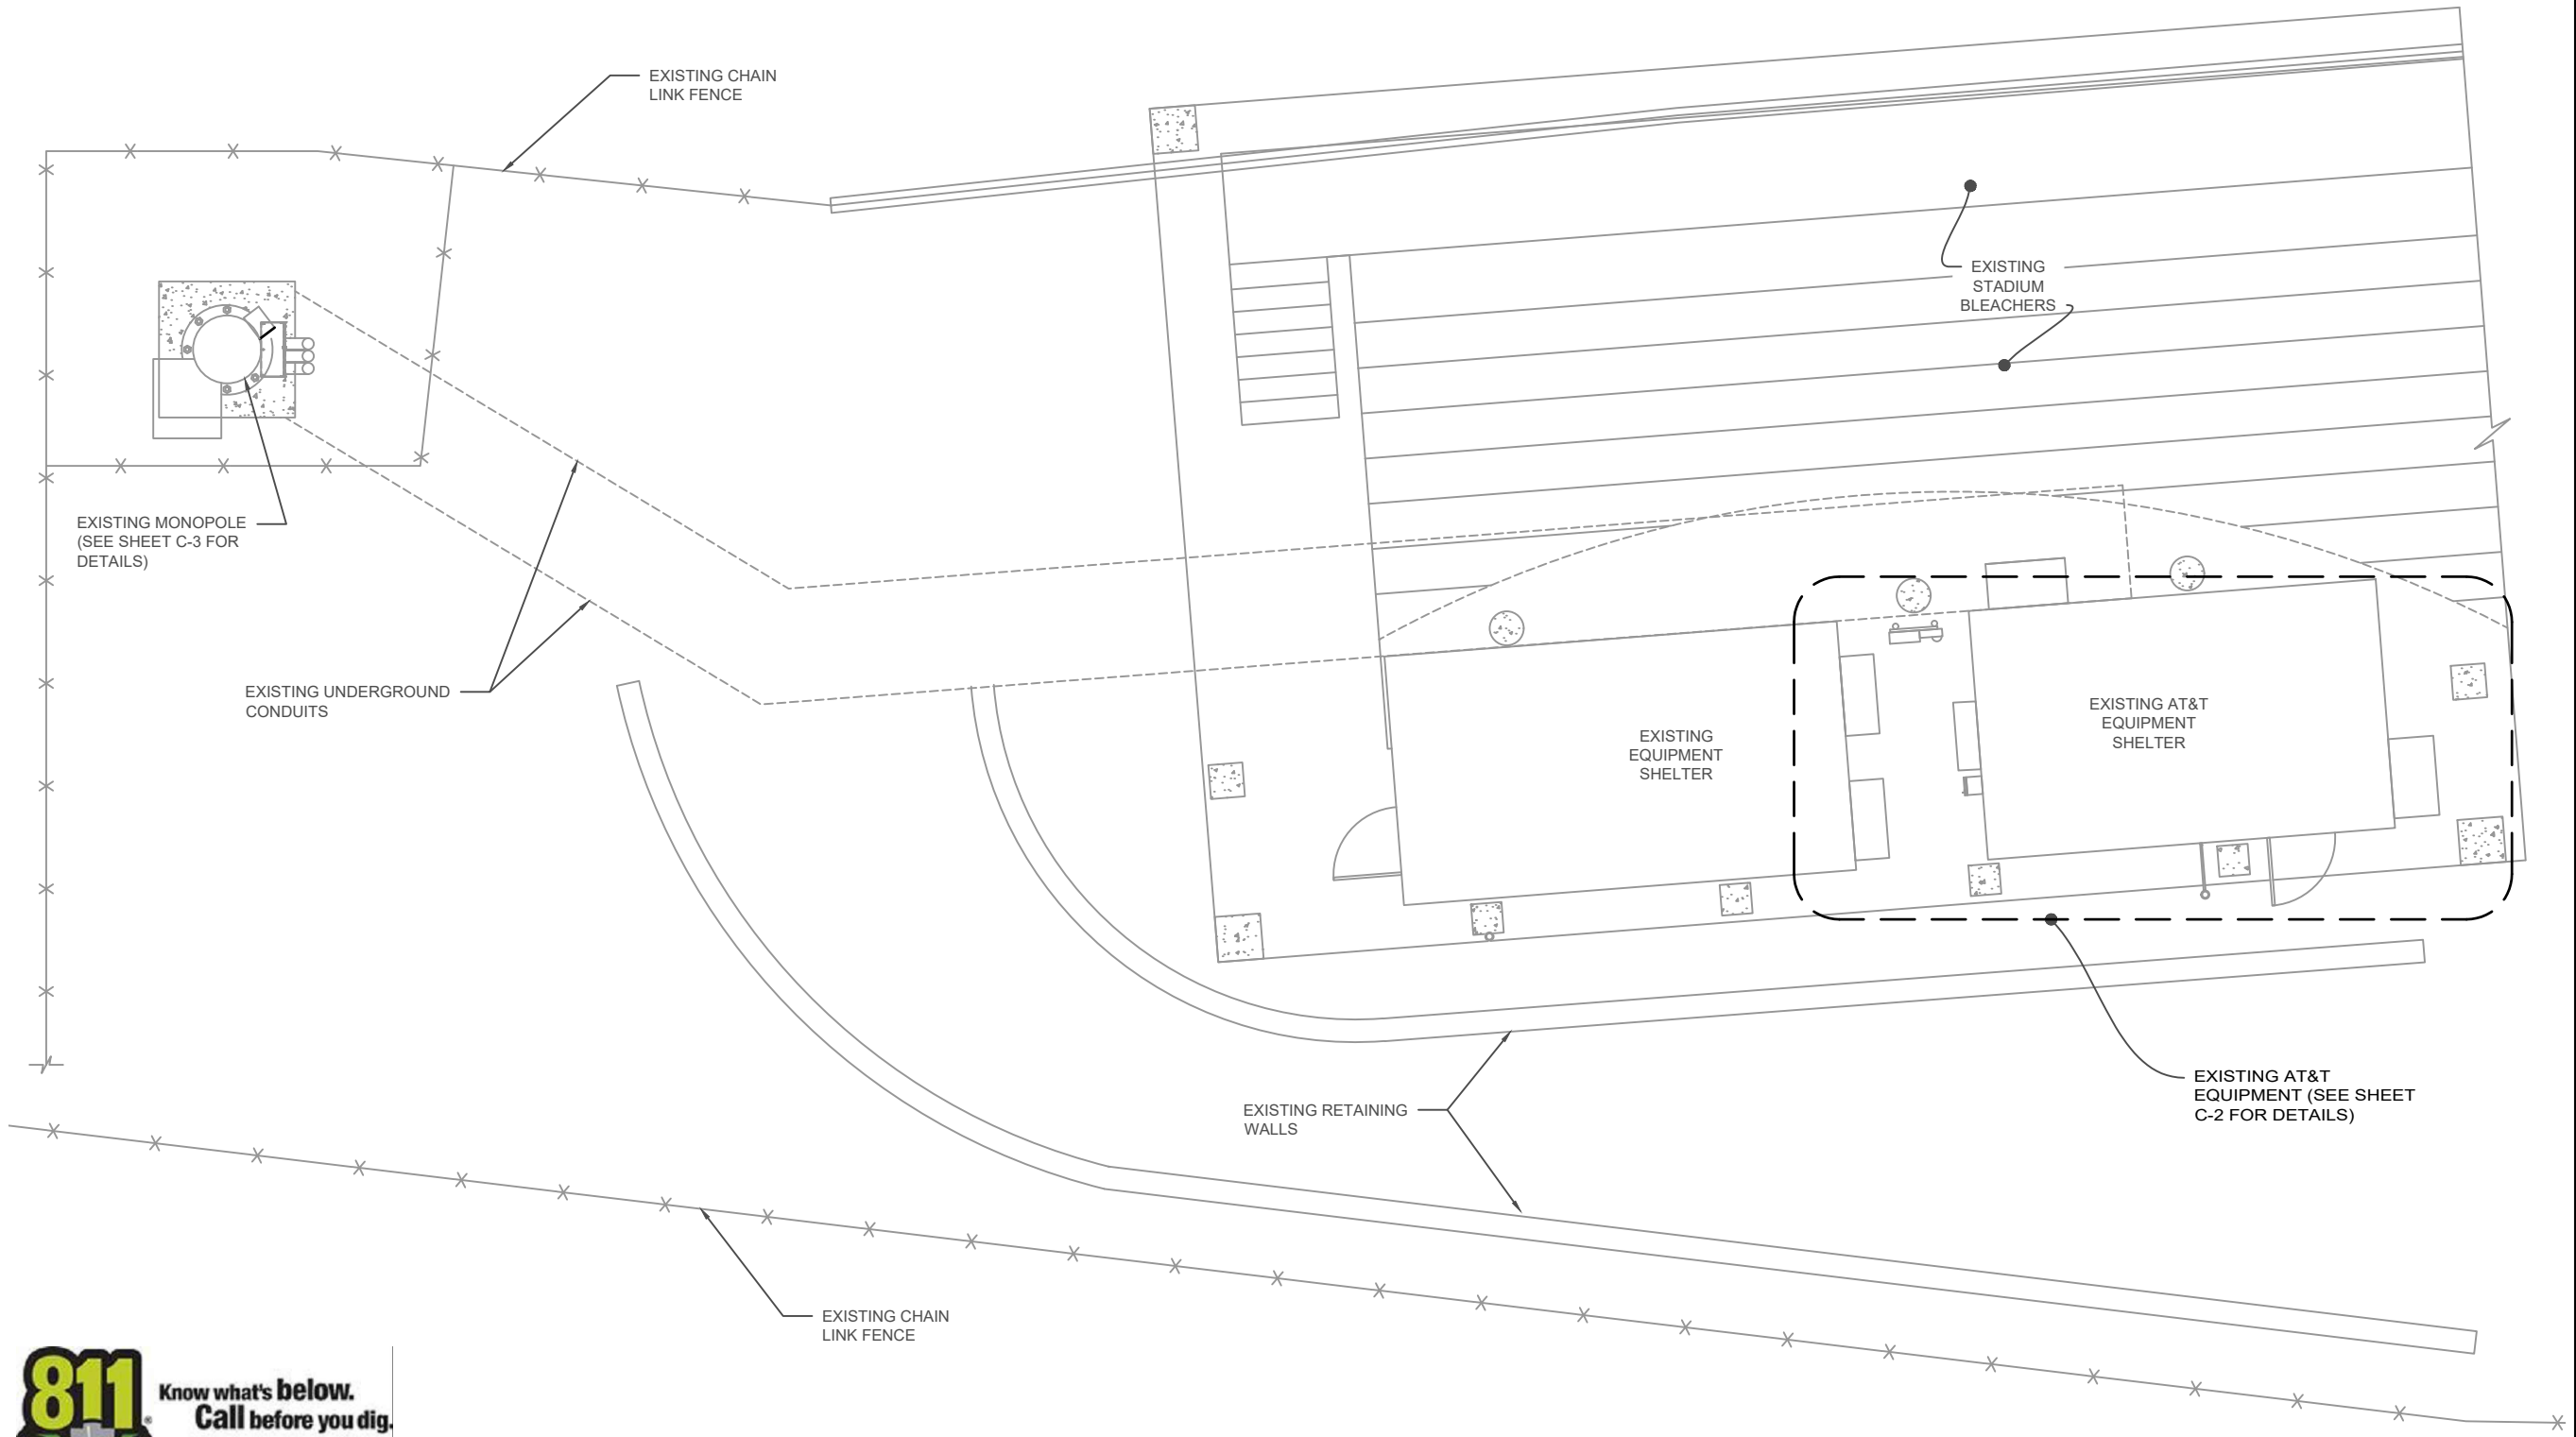 EXISTING CHAIN
LINK FENCE
EXISTING
STADIUM
BLEACHERS
EXISTING MONOPOLE
(SEE SHEET C-3 FOR
DETAILS)
EXISTING UNDERGROUND
CONDUITS
EXISTING
EQUIPMENT
SHELTER
EXISTING AT&T
EQUIPMENT
SHELTER
EXISTING AT&T
EQUIPMENT (SEE SHEET
C-2 FOR DETAILS)
EXISTING RETAINING
WALLS
EXISTING CHAIN
LINK FENCE
811®
Know what's below.
Call before you dig.